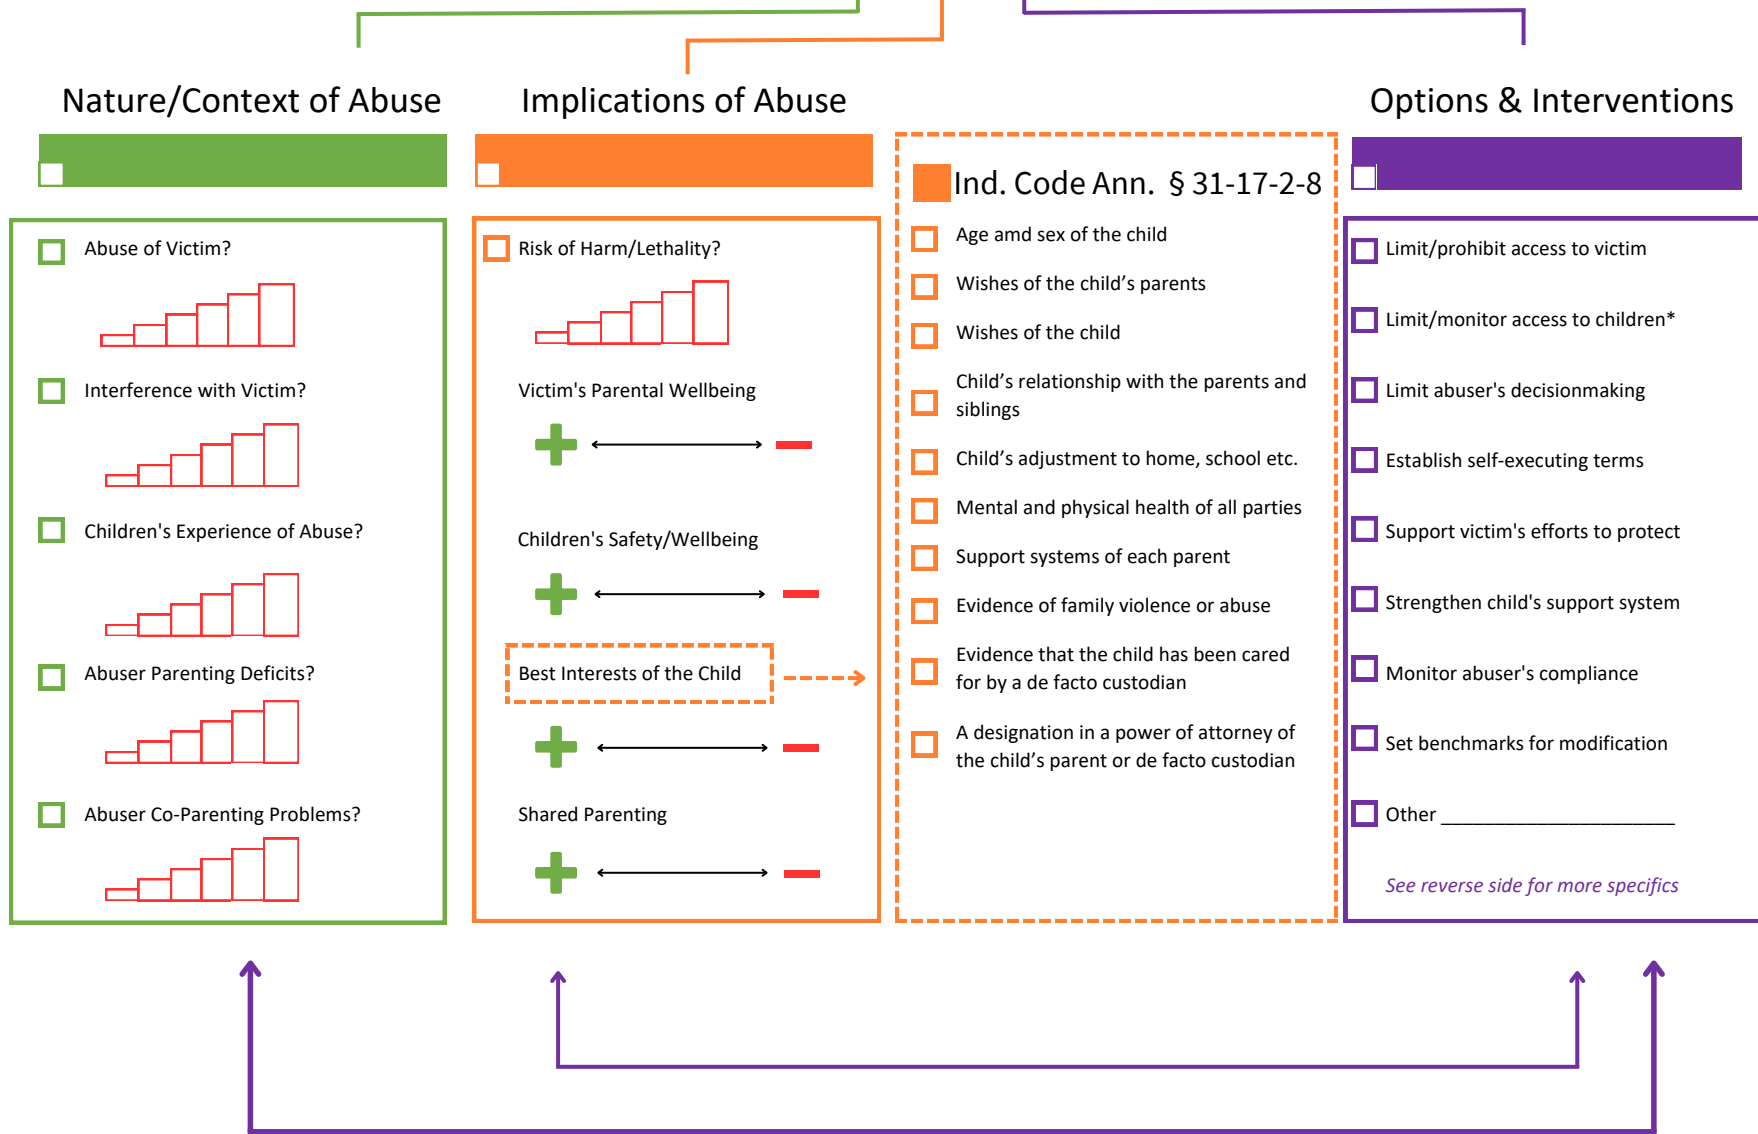 Nature/Context of Abuse
Abuse of Victim?
Interference with Victim?
Children's Experience of Abuse?
Abuser Parenting Deficits?
Abuser Co-Parenting Problems?
Implications of Abuse
Risk of Harm/Lethality?
Victim's Parental Wellbeing
Children's Safety/Wellbeing
Best Interests of the Child
Shared Parenting
Ind. Code Ann. § 31-17-2-8
Age amd sex of the child
Wishes of the child’s parents
Wishes of the child
Child’s relationship with the parents and
siblings
Child’s adjustment to home, school etc.
Mental and physical health of all parties
Support systems of each parent
Evidence of family violence or abuse
Evidence that the child has been cared
for by a de facto custodian
A designation in a power of attorney of
the child’s parent or de facto custodian
Options & Interventions
Limit/prohibit access to victim
Limit/monitor access to children*
Limit abuser's decisionmaking
Establish self-executing terms
Support victim's efforts to protect
Strengthen child's support system
Monitor abuser's compliance
Set benchmarks for modification
Other ______________________
See reverse side for more specifics